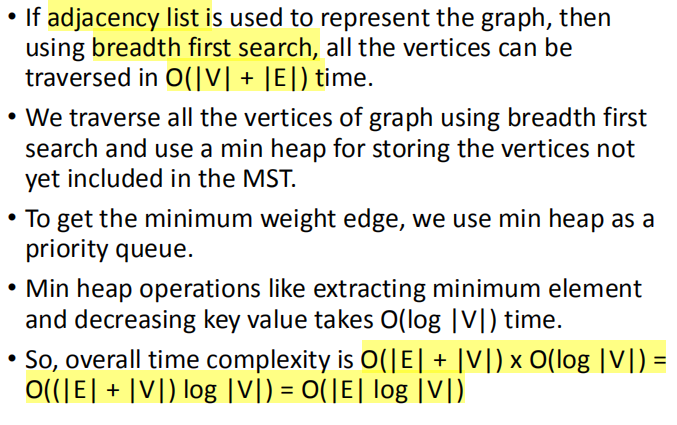 • If adjacency list is used to represent the graph, then
using breadth first search, all the vertices can be
traversed in O(|V| + |E|) time.
• We traverse all the vertices of graph using breadth first
search and use a min heap for storing the vertices not
yet included in the MST.
• To get the minimum weight edge, we use min heap as a
priority queue.
• Min heap operations like extracting minimum element
and decreasing key value takes O(log |V|) time.
• So, overall time complexity is O(|E| + |V|) x O(log |V|) =
O((|E| + |V|) log |V|) = O(|E| log |V|)